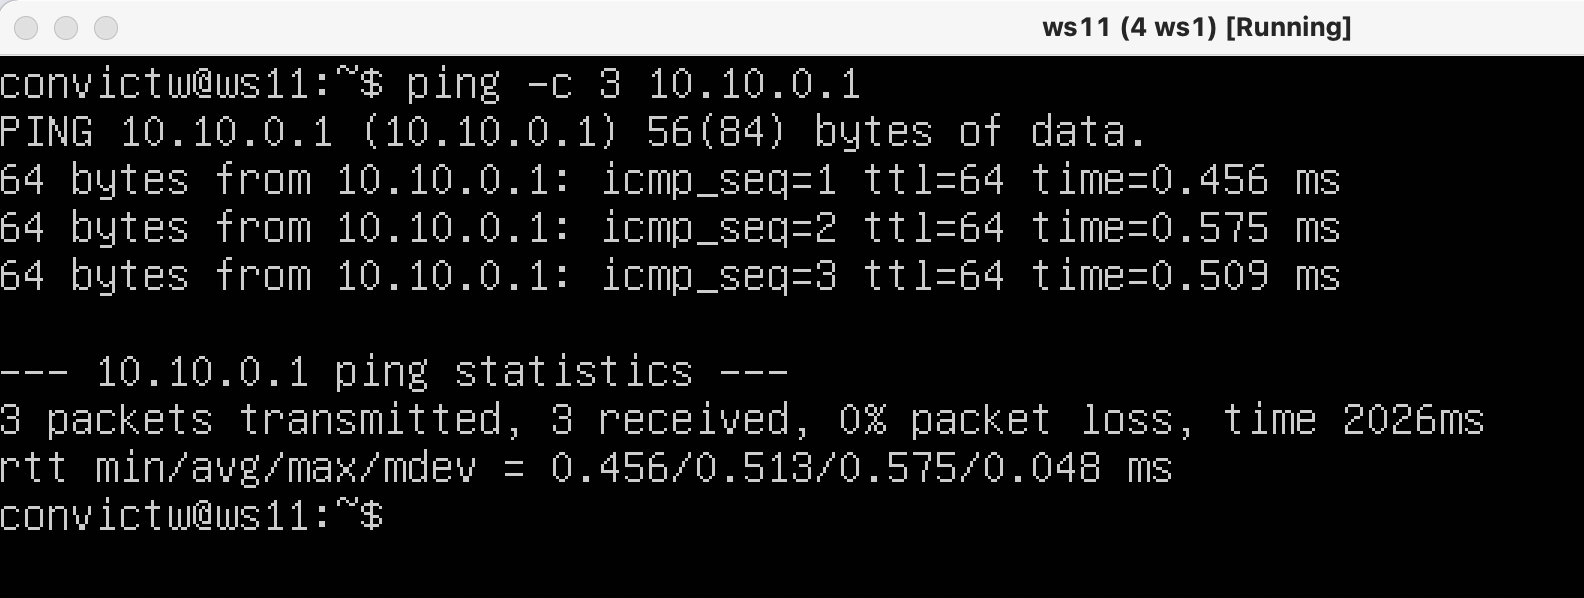 ws11 (4 ws1) [Running]
convictw@ws11:~$ ping -c 3 10.10.0.1
PING 10.10.0.1 (10.10.0.1) 56(84) bytes of data.
64 bytes from 10.10.0.1: icmp_seq=1 ttl=64 time=0.456 ms
64 bytes from 10.10.0.1: icmp_seq=2 ttl=64 time=0.575 ms
64 bytes from 10.10.0.1: icmp_seq=3 ttl=64 time=0.509 ms
--- 10.10.0.1 ping statistics ---
3 packets transmitted, 3 received, 0% packet loss, time 2026ms
rtt min/avg/max/mdev = 0.456/0.513/0.575/0.048 ms
convictw@ws11:~$